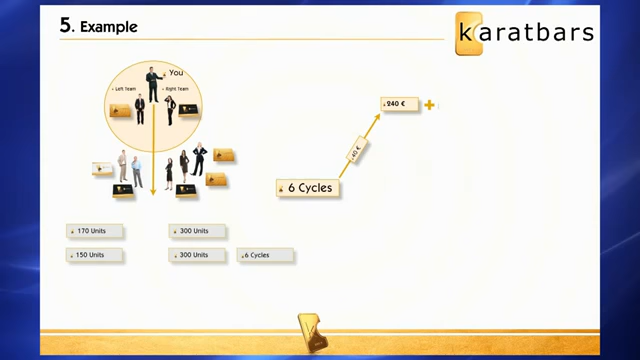 5. Example
karatbars
You
Left Team
Right Team
240 €
40 €
6 Cycles
170 Units
300 Units
150 Units
300 Units
6 Cycles